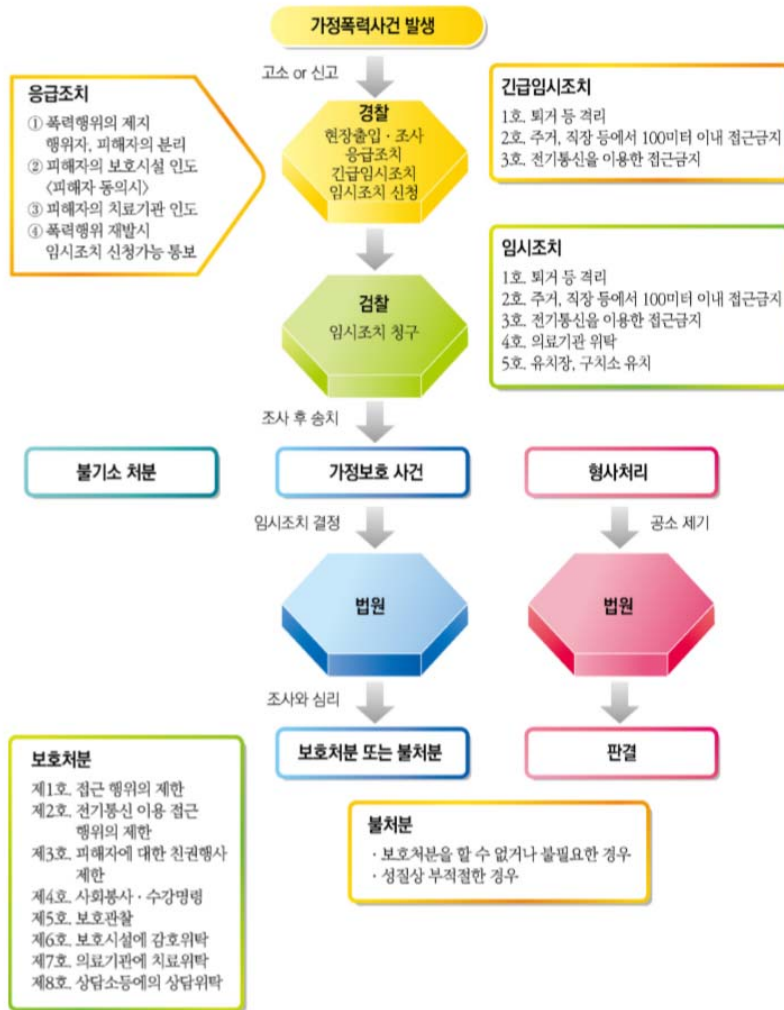 가정폭력사건 발생
고소 or 신고
응급조치
① 폭력행위의 제지
행위자, 피해자의 분리
② 피해자의 보호시설 인도
〈피해자 동의시〉
③ 피해자의 치료기관 인도
④ 폭력행위 재발시
임시조치 신청가능 통보
경찰
현장출입 · 조사
응급조치
긴급임시조치
임시조치 신청
긴급임시조치
1호. 퇴거 등 격리
2호. 주거, 직장 등에서 100미터 이내 접근금지
3호. 전기통신을 이용한 접근금지
검찰
임시조치 청구
임시조치
1호. 퇴거 등 격리
2호. 주거, 직장 등에서 100미터 이내 접근금지
3호. 전기통신을 이용한 접근금지
4호. 의료기관 위탁
5호. 유치장, 구치소 유치
조사 후 송치
불기소 처분
가정보호 사건
형사처리
임시조치 결정
공소 제기
법원
법원
조사와 심리
보호처분 또는 불처분
판결
보호처분
제1호. 접근 행위의 제한
제2호. 전기통신 이용 접근
행위의 제한
제3호. 피해자에 대한 친권행사
제한
제4호. 사회봉사 · 수강명령
제5호. 보호관찰
제6호. 보호시설에 감호위탁
제7호. 의료기관에 치료위탁
제8호. 상담소등에의 상담위탁
불처분
· 보호처분을 할 수 없거나 불필요한 경우
· 성질상 부적절한 경우